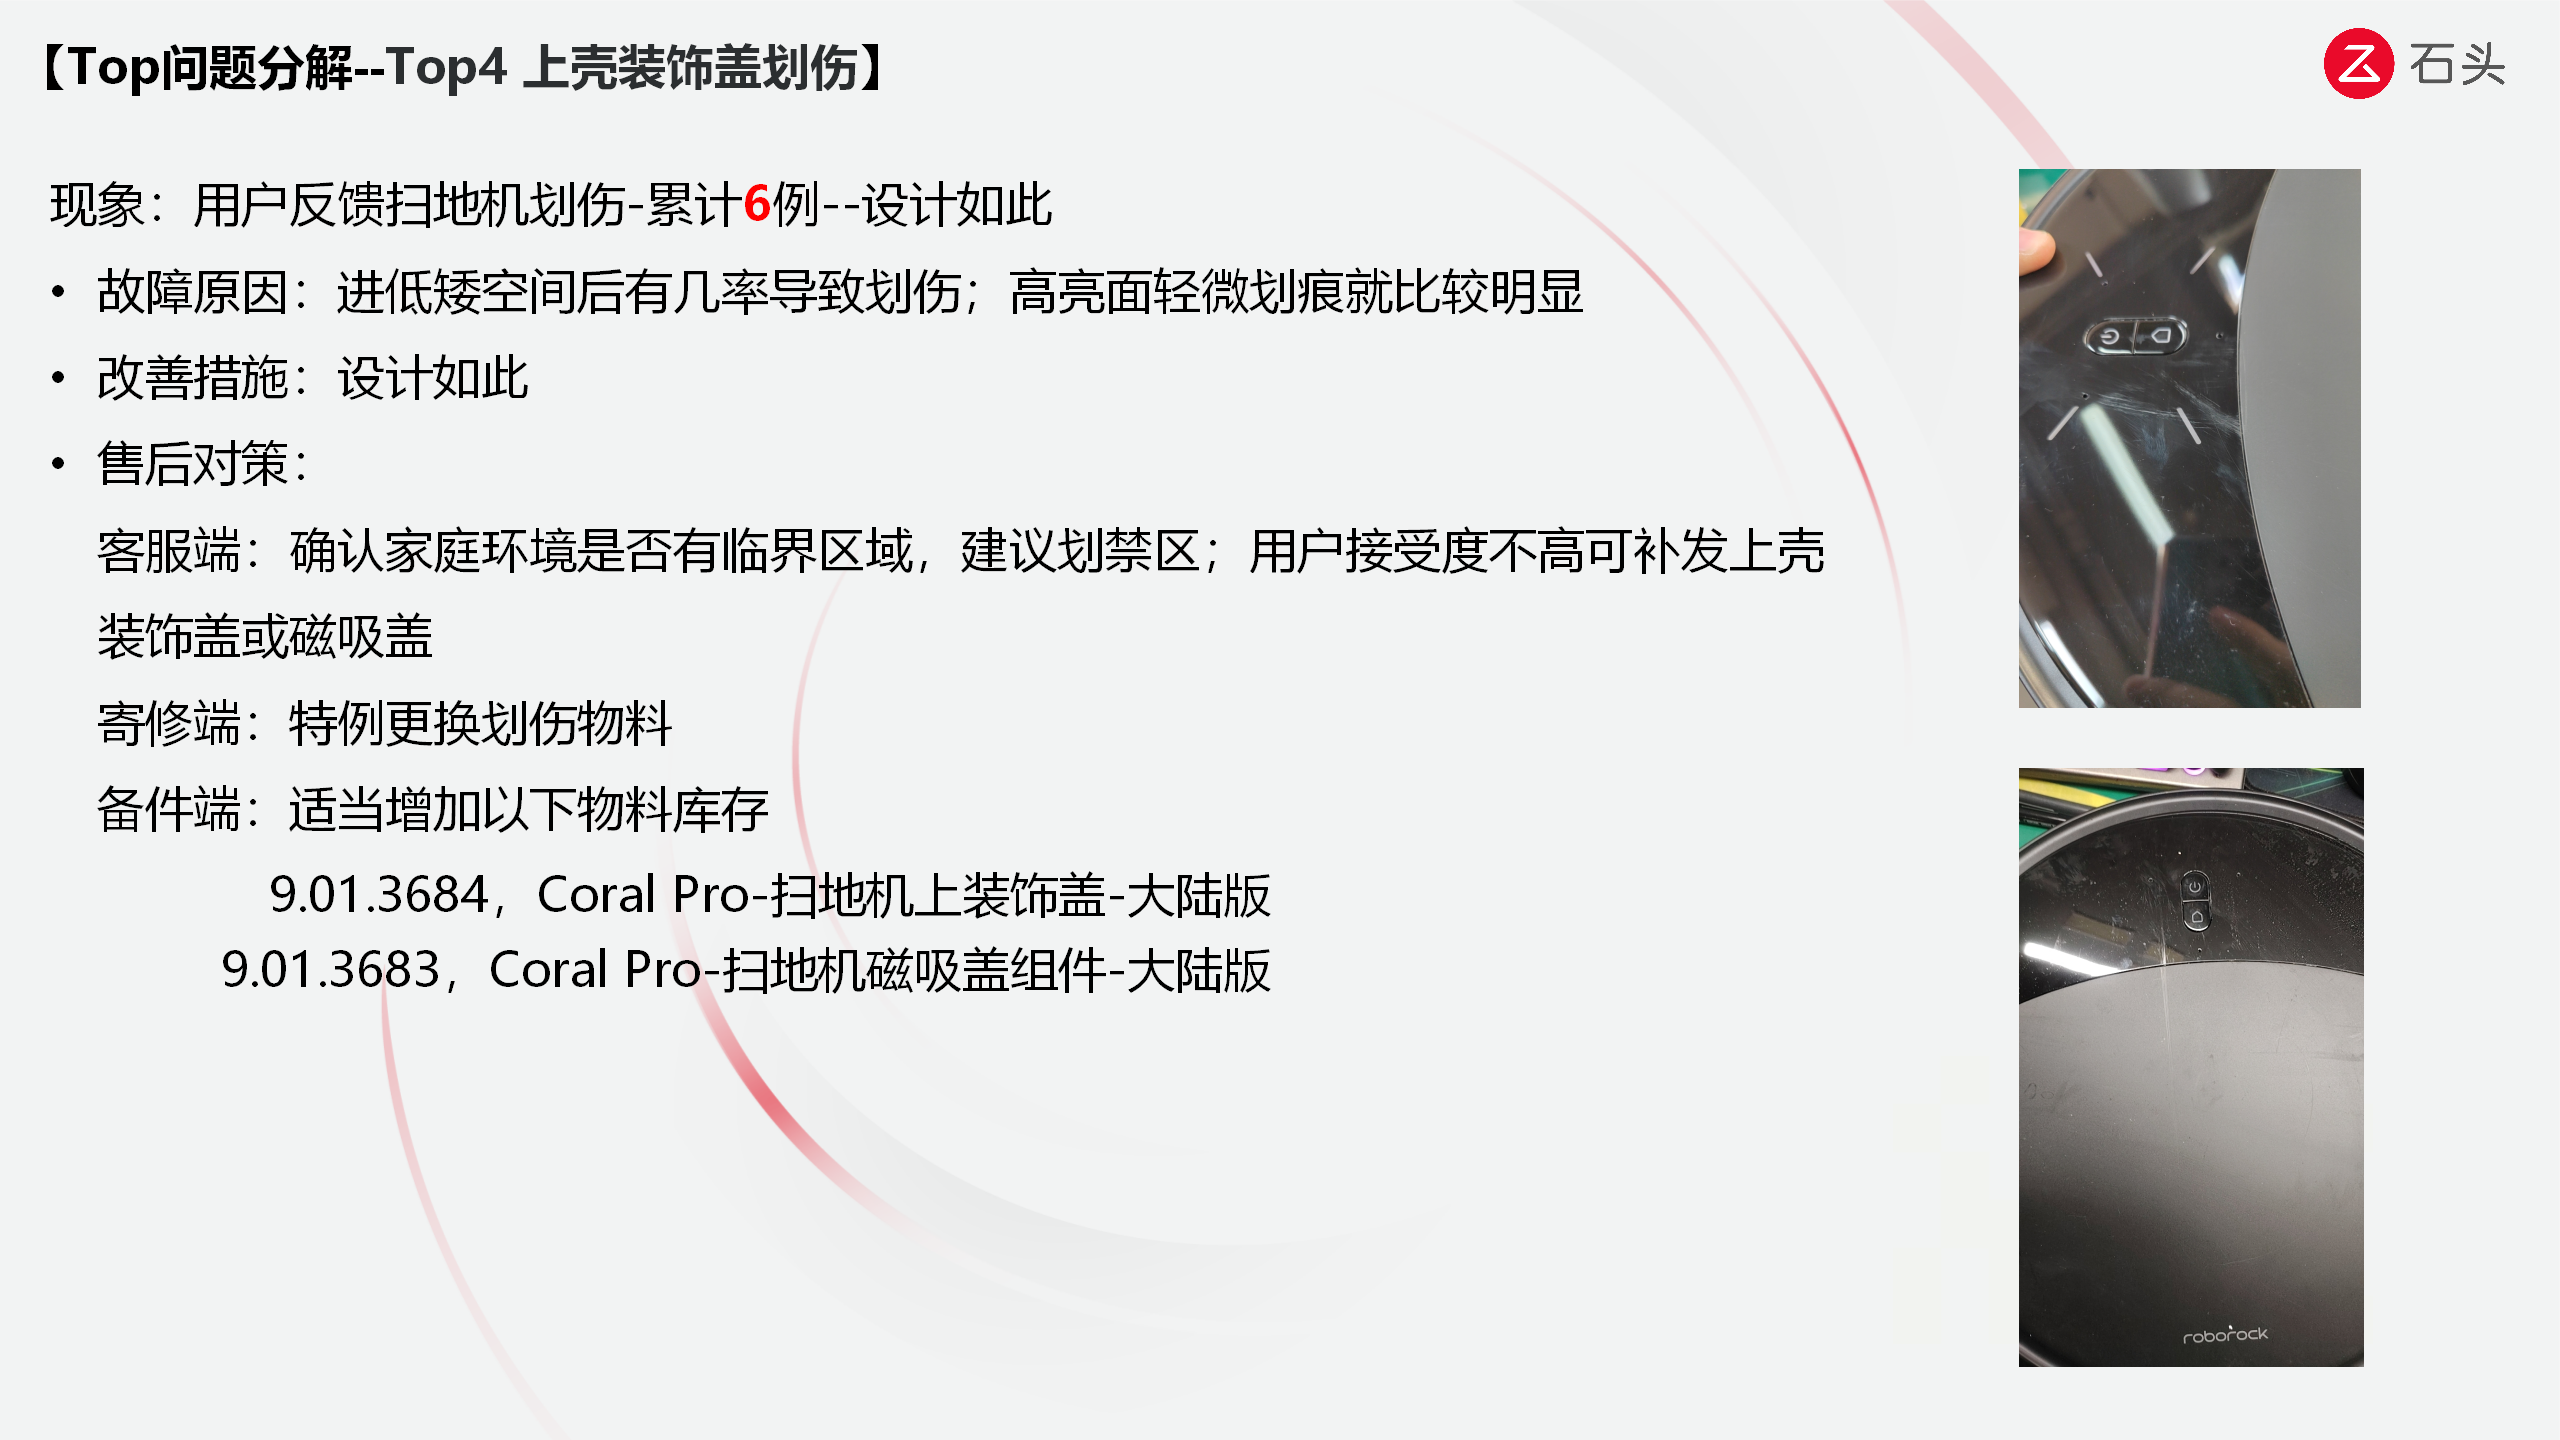 【Top问题分解--Top4 上壳装饰盖划伤】
石头
现象：用户反馈扫地机划伤-累计6例--设计如此
• 故障原因：进低矮空间后有几率导致划伤；高亮面轻微划痕就比较明显
• 改善措施：设计如此
• 售后对策：
客服端：确认家庭环境是否有临界区域，建议划禁区；用户接受度不高可补发上壳
装饰盖或磁吸盖
寄修端：特例更换划伤物料
备件端：适当增加以下物料库存
9.01.3684，Coral Pro-扫地机上装饰盖-大陆版
9.01.3683，Coral Pro-扫地机磁吸盖组件-大陆版
roborock